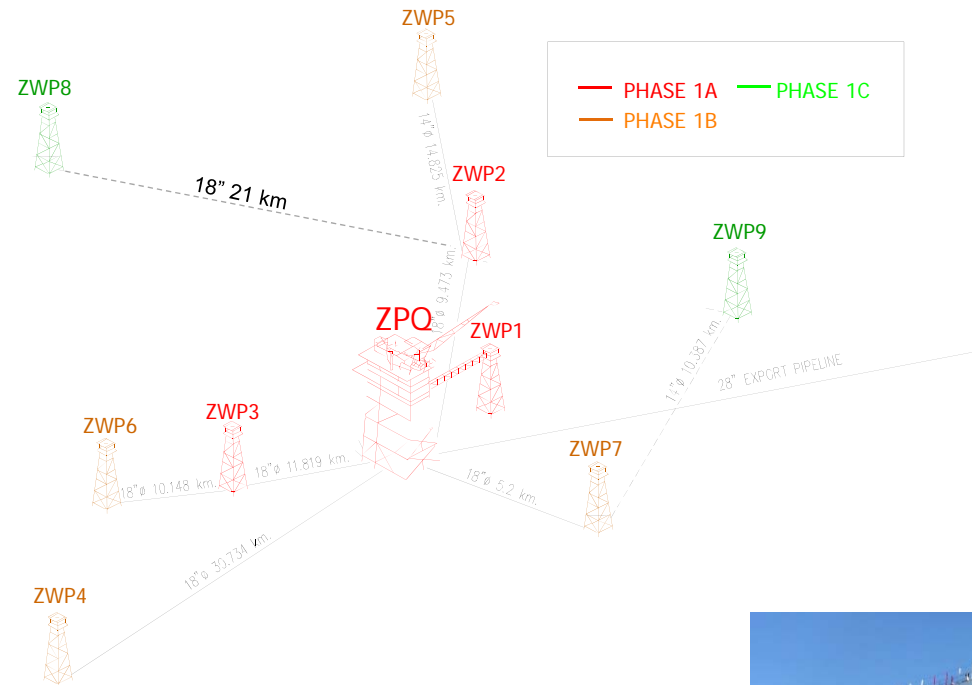 ZWP5
ZWP8
PHASE 1A
PHASE 1C
PHASE 1B
14"ø 14.825 km.
ZWP2
18” 21 km
ZWP9
18"ø 9.473 km.
ZPQ
ZWP1
14"ø 10.387 km.
28" EXPORT PIPELINE
ZWP3
ZWP6
ZWP7
18"ø 11.819 km.
18"ø 10.148 km.
18"ø 5.2 km.
18"ø 30.734 km.
ZWP4